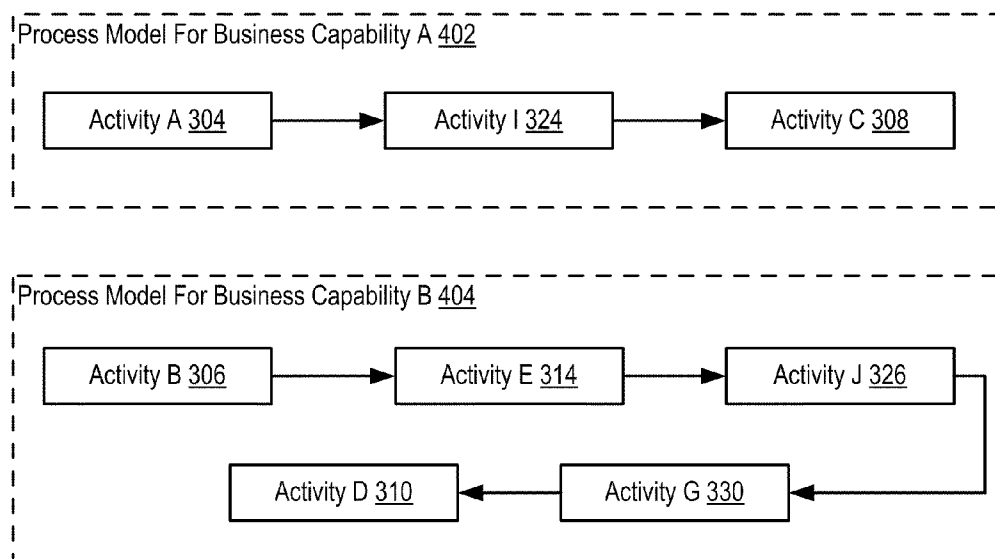 Process Model For Business Capability A 402
Activity A 304
Activity I 324
Activity C 308
Process Model For Business Capability B 404
Activity B 306
Activity E 314
Activity J 326
Activity D 310
Activity G 330